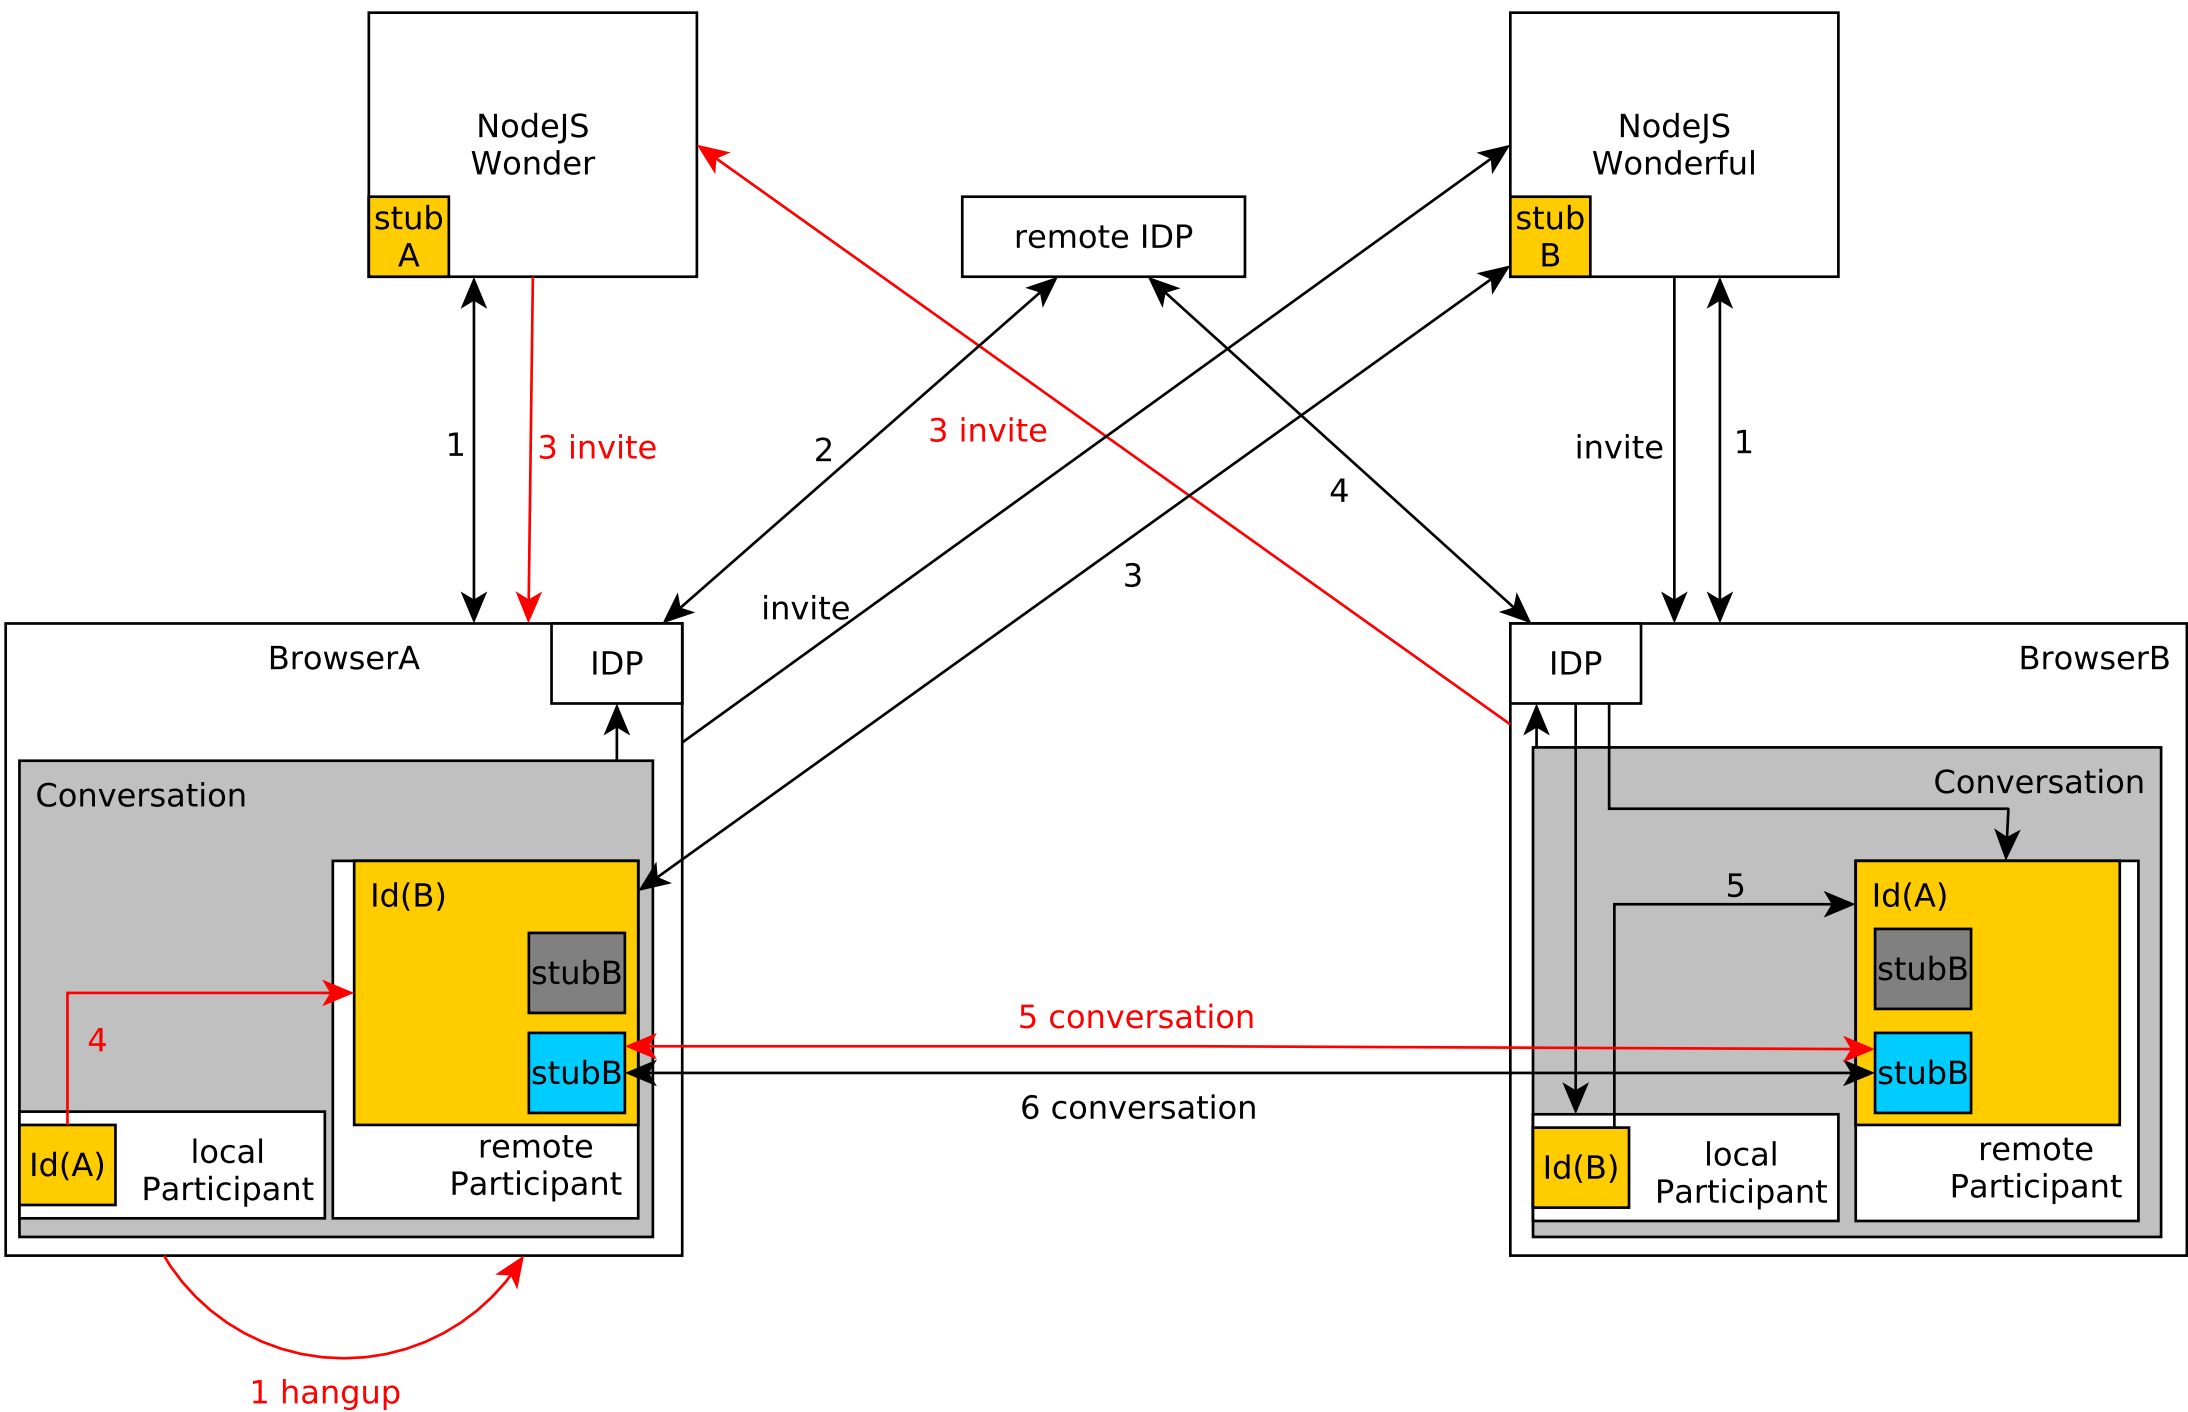 NodeJS
Wonder
stub
A
remote IDP
NodeJS
Wonderful
stub
B
1
3 invite
2
3 invite
4
invite
1
3
invite
BrowserA
IDP
IDP
BrowserB
Conversation
Conversation
Id(B)
stubB
stubB
4
Id(A)
local
Participant
remote
Participant
5 conversation
6 conversation
5
Id(A)
stubB
stubB
Id(B)
local
Participant
remote
Participant
1 hangup